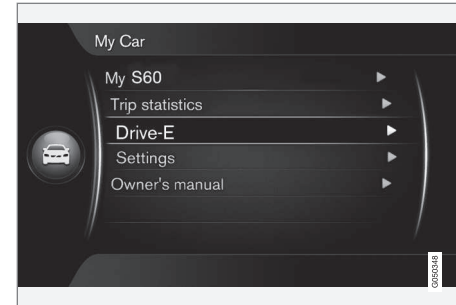 My Car
My S60
Trip statistics
Drive-E
Settings
Owner's manual
G050348